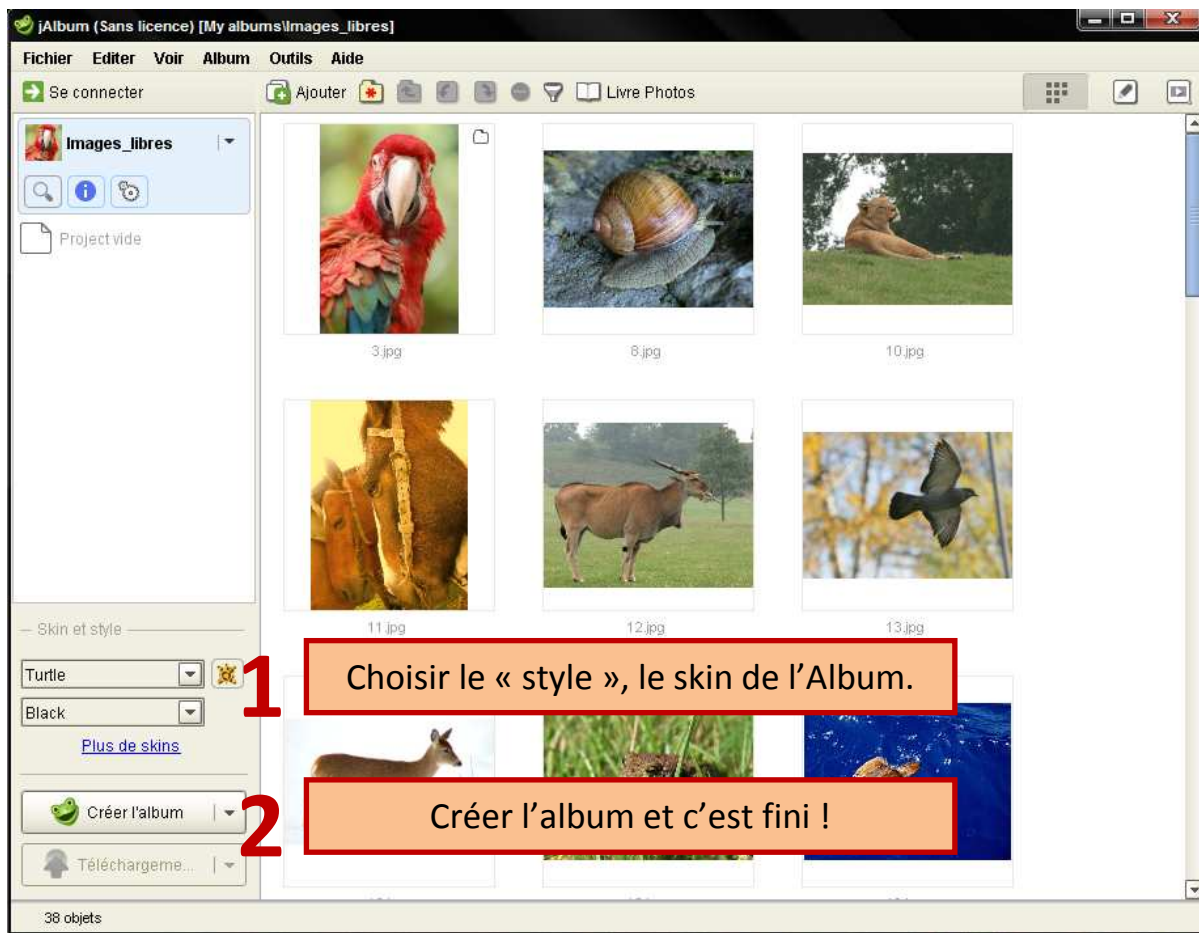 jAlbum (Sans licence) [My albums\Images_libres]
Fichier Editer Voir Album Outils Aide
Se connecter
Ajouter
Livre Photos
Images_libres
Project vide
3.jpg
8.jpg
10.jpg
11.jpg
12.jpg
13.jpg
Skin et style
Turtle
Black
Plus de skins
1
Choisir le « style », le skin de l’Album.
Créer l'album
2
Créer l’album et c’est fini !
Téléchargeme...
38 objets